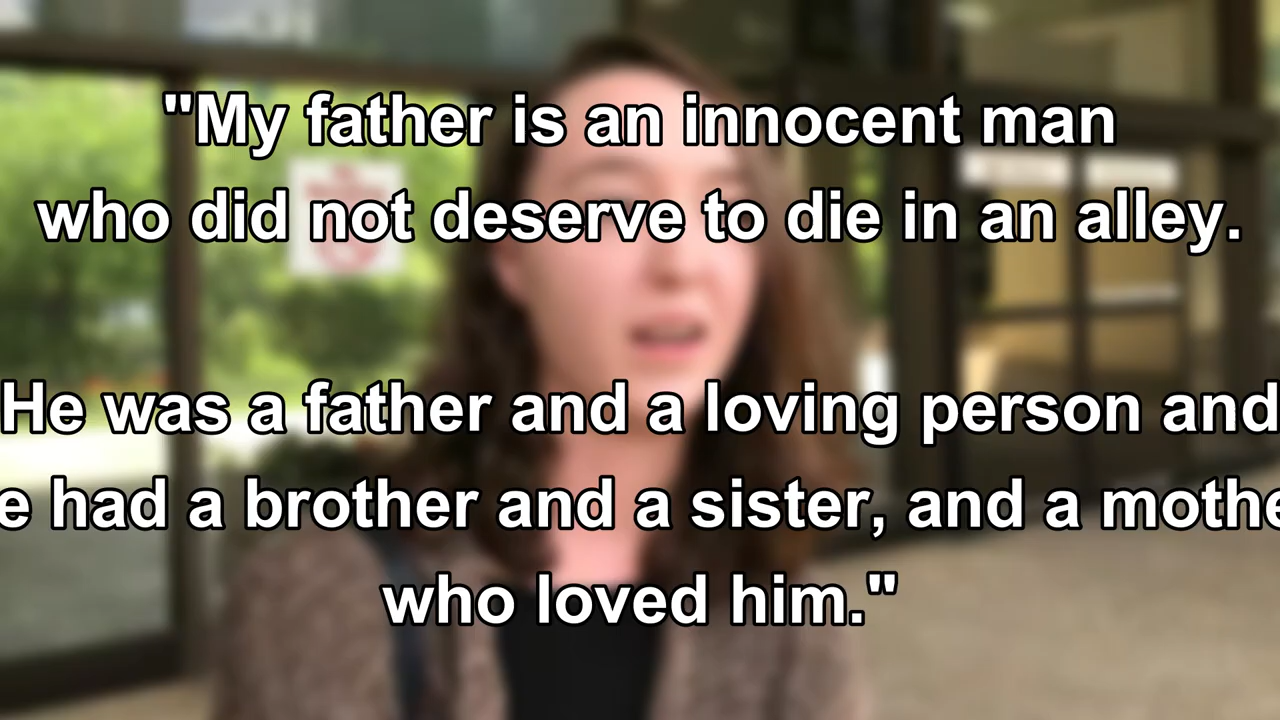 "My father is an innocent man
who did not deserve to die in an alley.
He was a father and a loving person and
e had a brother and a sister, and a mothe
who loved him."